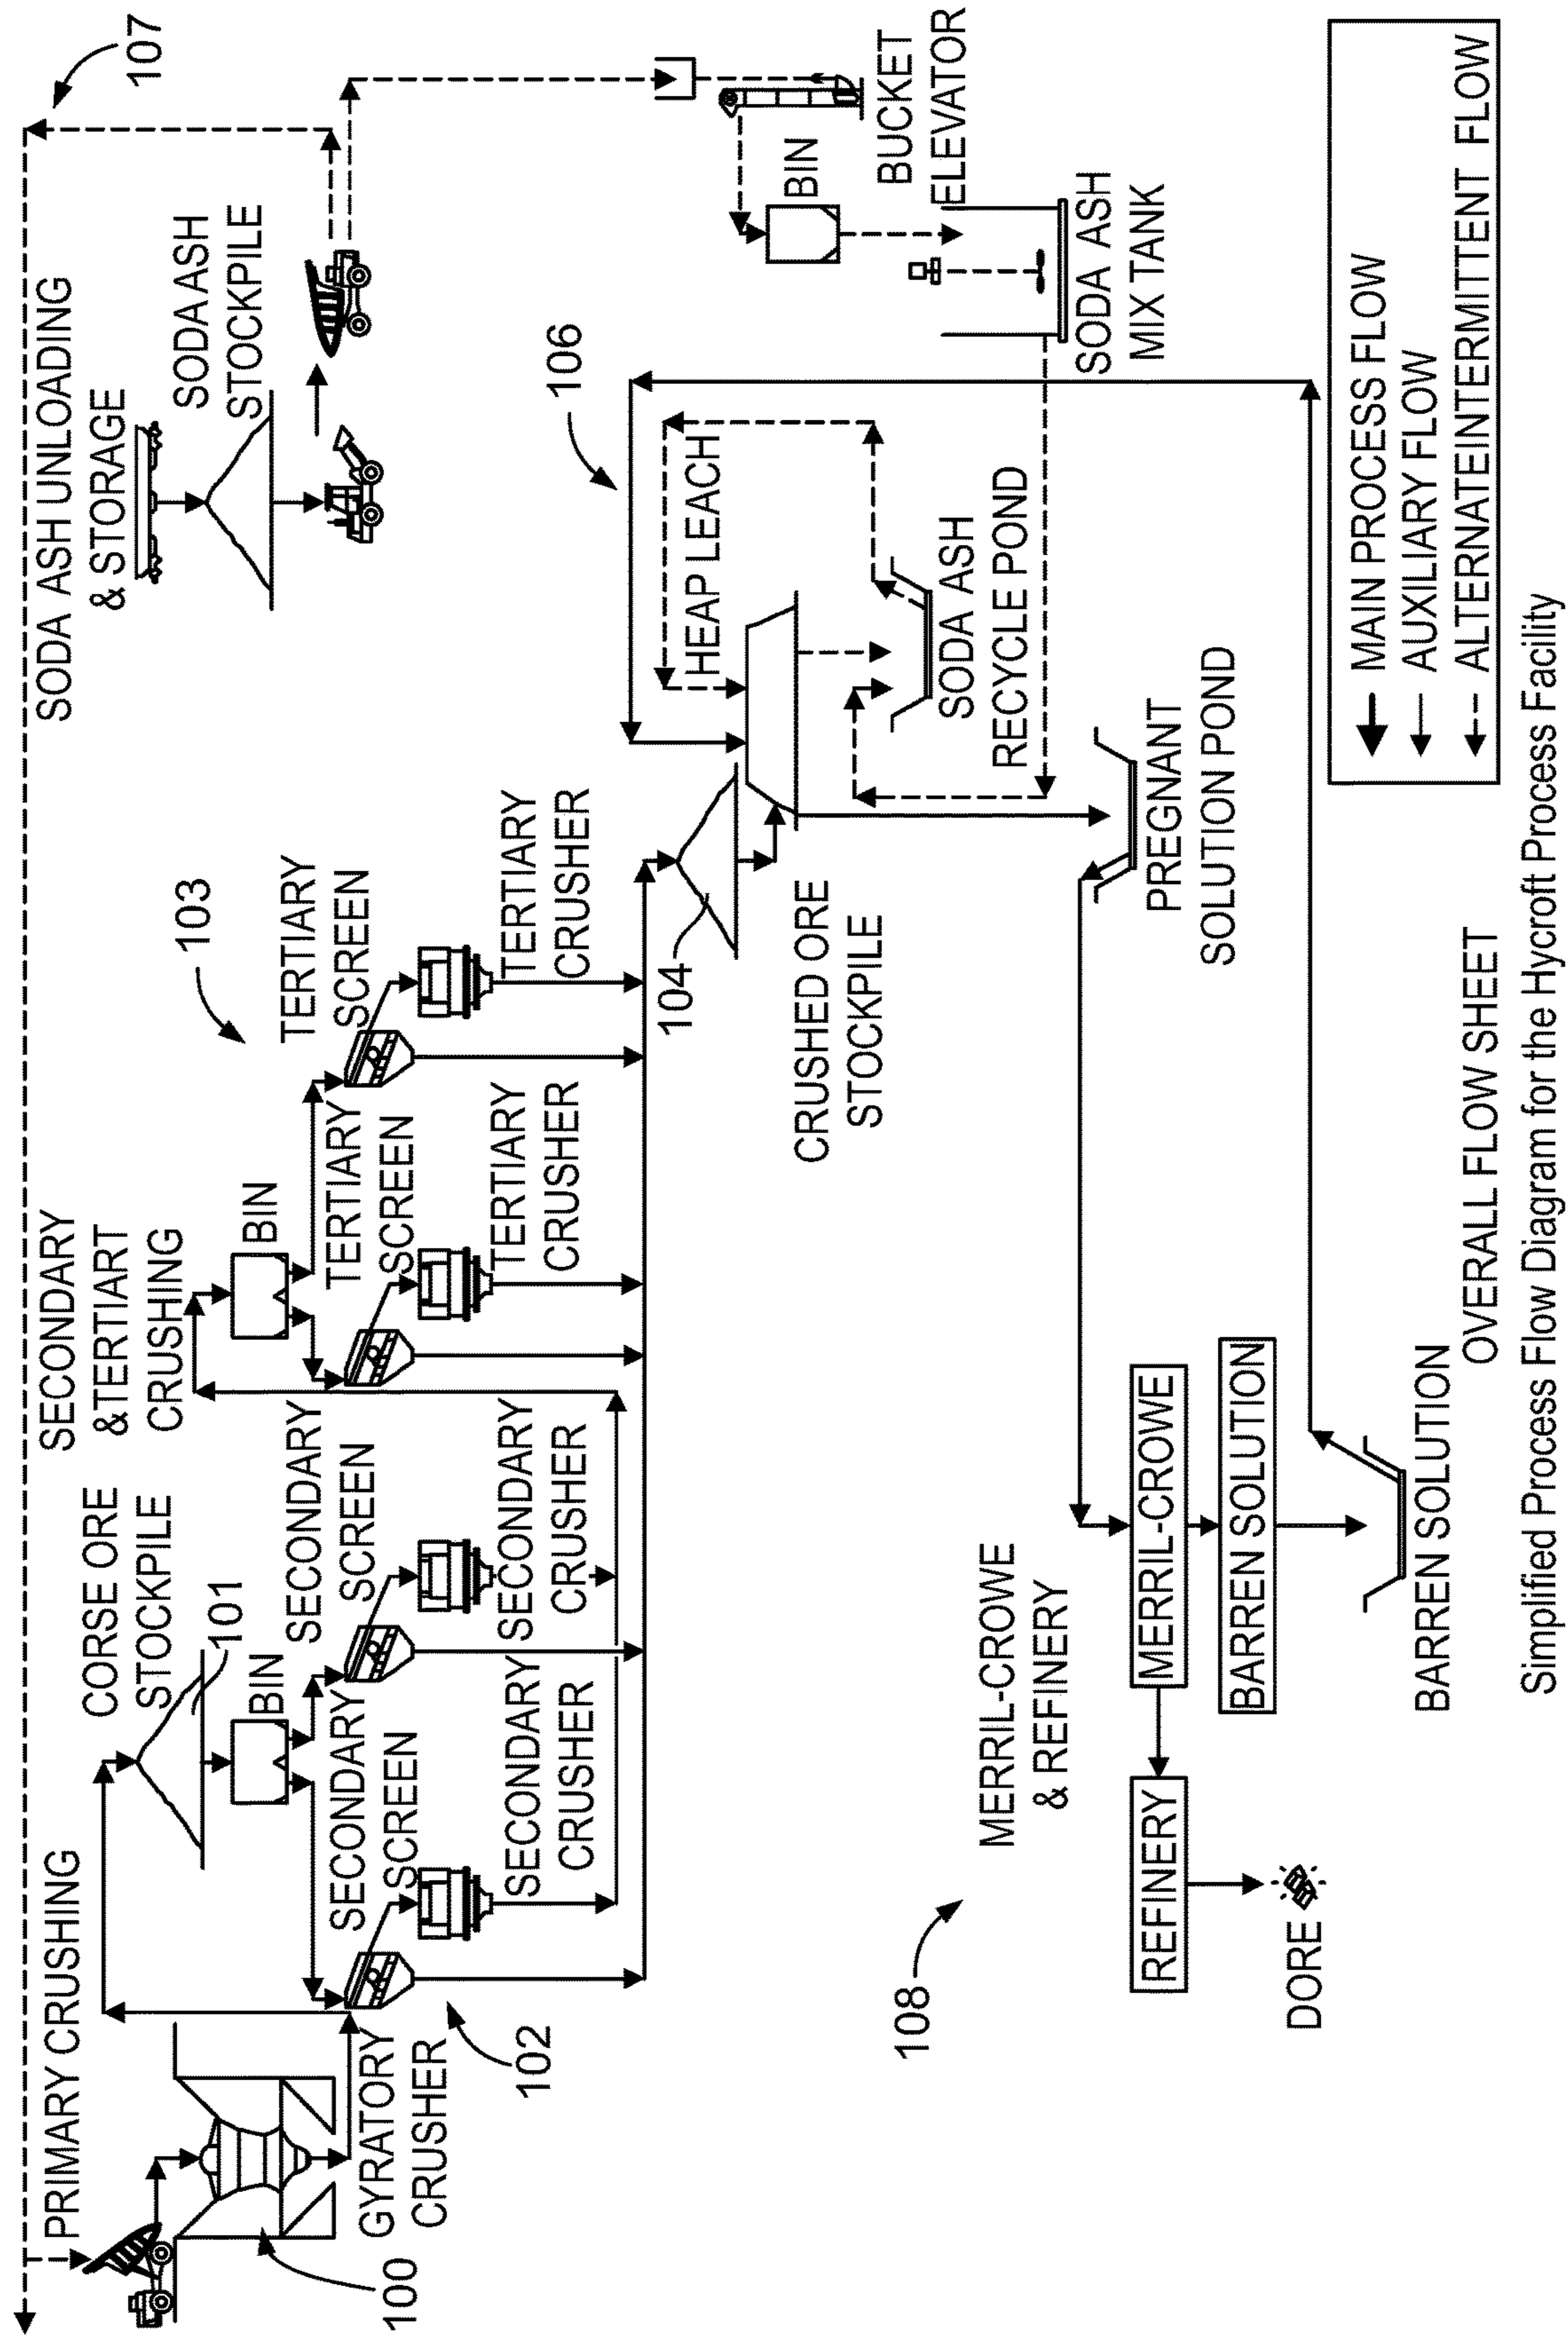 PRIMARY CRUSHING
100
GYRATORY
CRUSHER
CORSE ORE
STOCKPILE
101
BIN
SECONDARY
SCREEN
SECONDARY
SCREEN
SECONDARY
CRUSHER
SECONDARY
CRUSHER
102
SECONDARY
&TERTIART
CRUSHING
BIN
TERTIARY
SCREEN
TERTIARY
SCREEN
TERTIARY
CRUSHER
TERTIARY
CRUSHER
103
104
CRUSHED ORE
STOCKPILE
SODA ASH UNLOADING
& STORAGE
SODA ASH
STOCKPILE
107
BUCKET
ELEVATOR
BIN
SODA ASH
MIX TANK
106
HEAP LEACH
SODA ASH
RECYCLE POND
PREGNANT
SOLUTION POND
MERRIL-CROWE
& REFINERY
108
MERRIL-CROWE
REFINERY
BARREN SOLUTION
DORE
BARREN SOLUTION
MAIN PROCESS FLOW
AUXILIARY FLOW
ALTERNATEINTERMITTENT FLOW
OVERALL FLOW SHEET
Simplified Process Flow Diagram for the Hycroft Process Facility